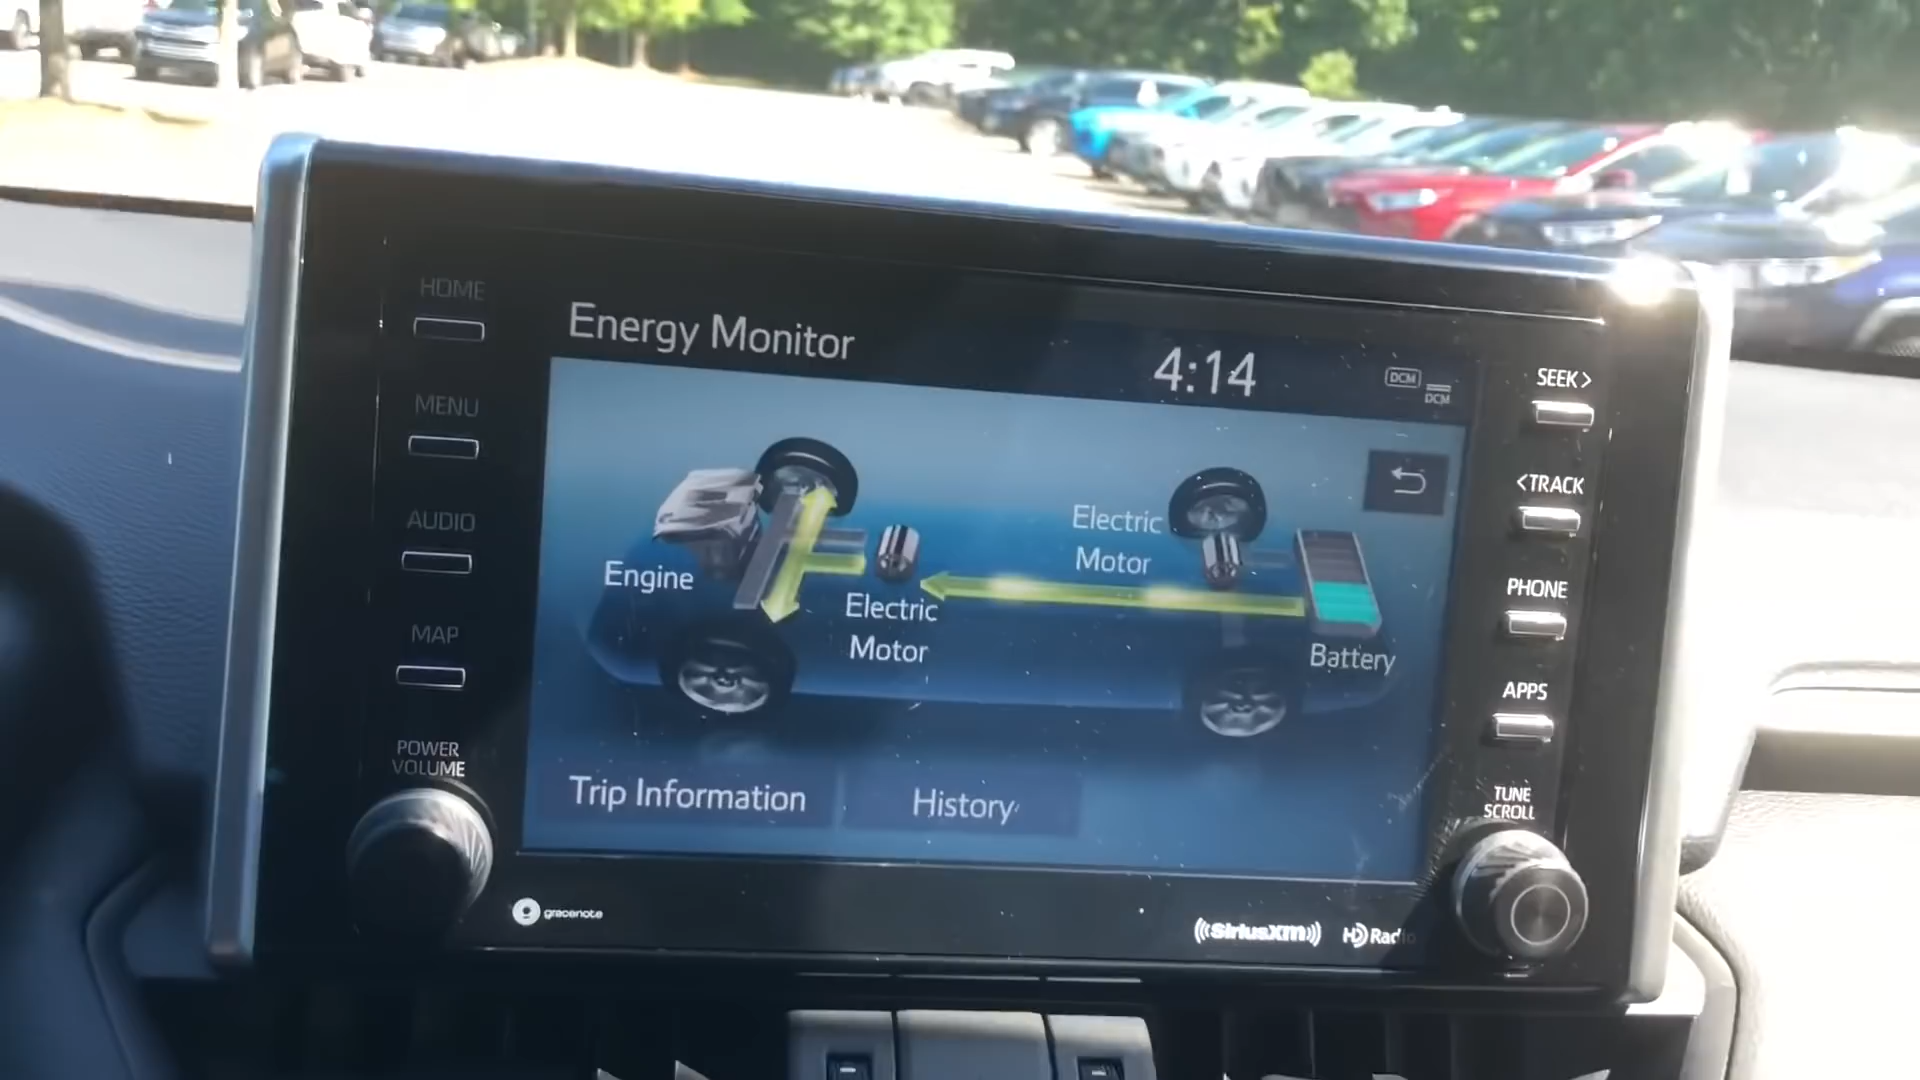 HOME
MENU
AUDIO
MAP
POWER
VOLUME
Energy Monitor
4:14
DCM
DCM
Engine
Electric
Motor
Electric
Motor
Battery
Trip Information
History
SEEK>
<TRACK
PHONE
APPS
TUNE
SCROLL
gracenote
((SiriusXM))
HD Radio